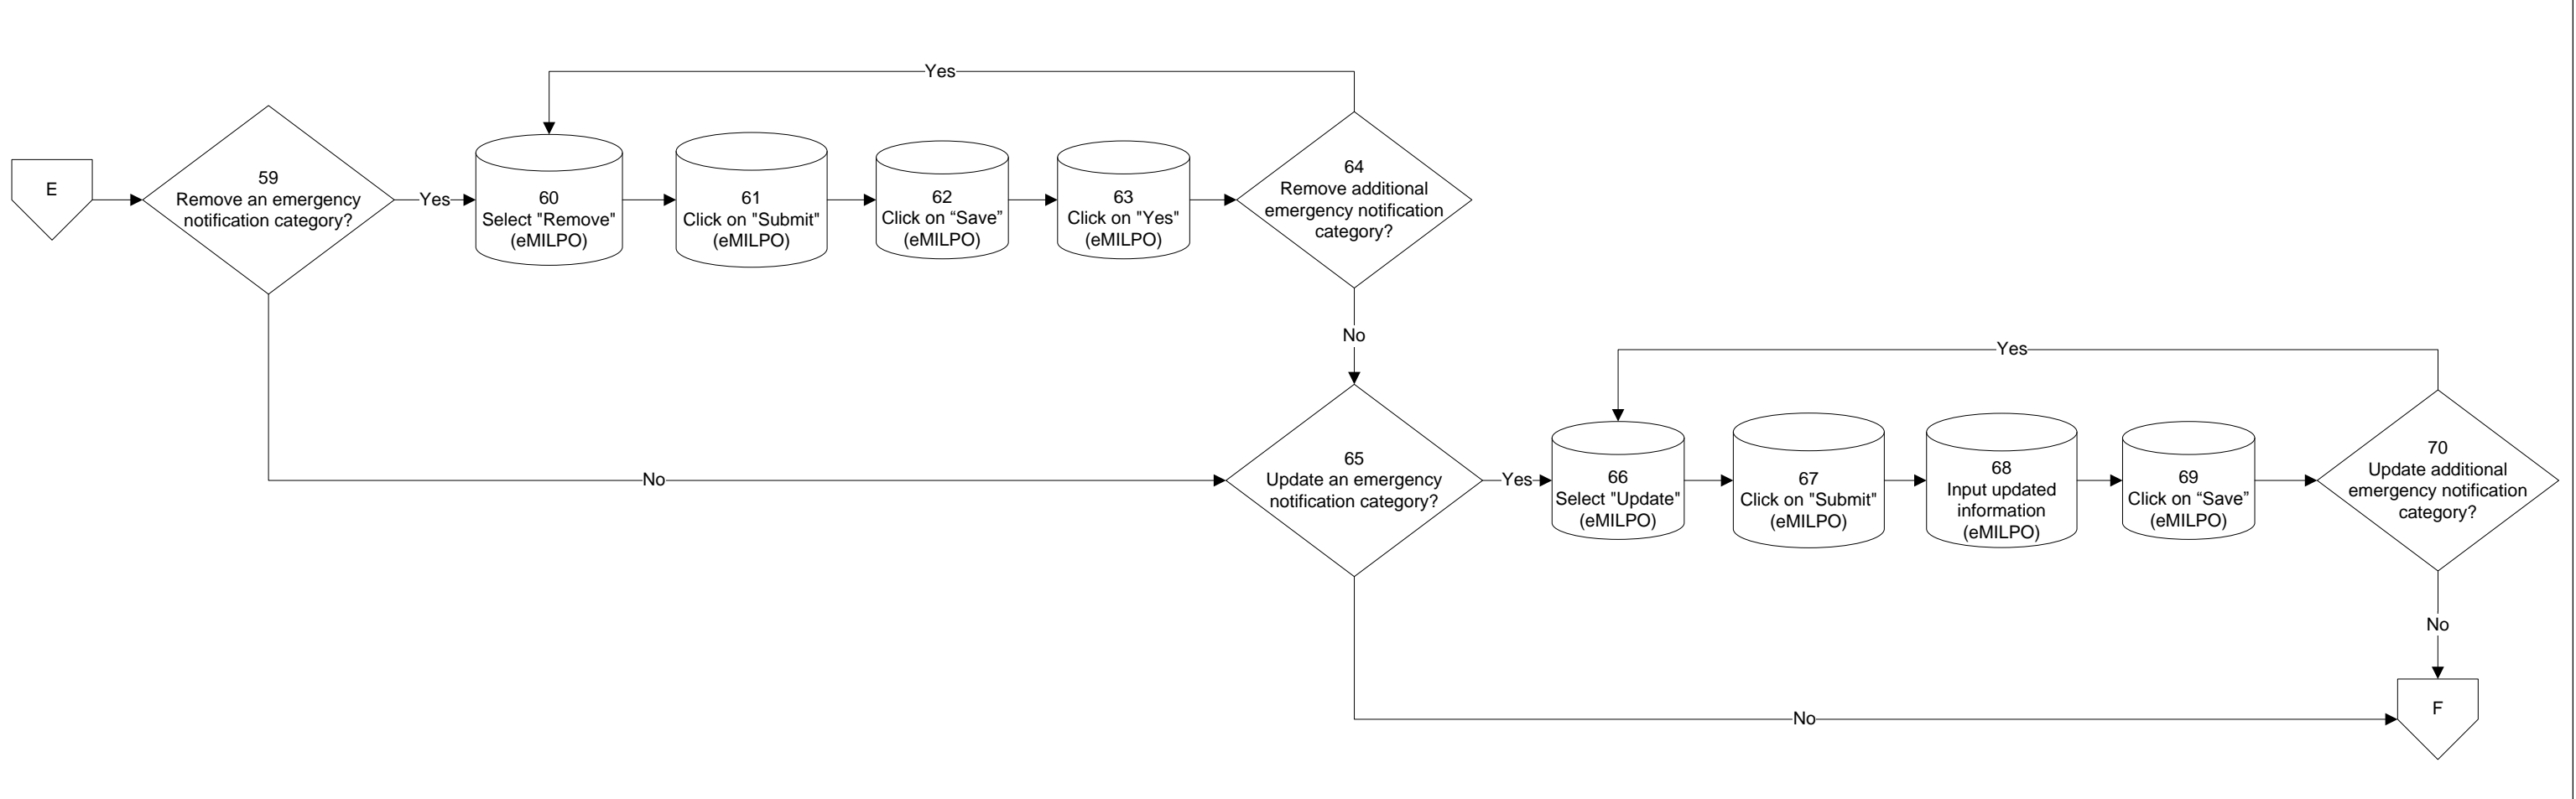 Yes
E
59
Remove an emergency
notification category?
Yes
60
Select "Remove"
(eMILPO)
61
Click on "Submit"
(eMILPO)
62
Click on “Save”
(eMILPO)
63
Click on "Yes"
(eMILPO)
64
Remove additional
emergency notification
category?
No
Yes
No
65
Update an emergency
notification category?
Yes
66
Select "Update"
(eMILPO)
67
Click on "Submit"
(eMILPO)
68
Input updated
information
(eMILPO)
69
Click on “Save”
(eMILPO)
70
Update additional
emergency notification
category?
No
No
F